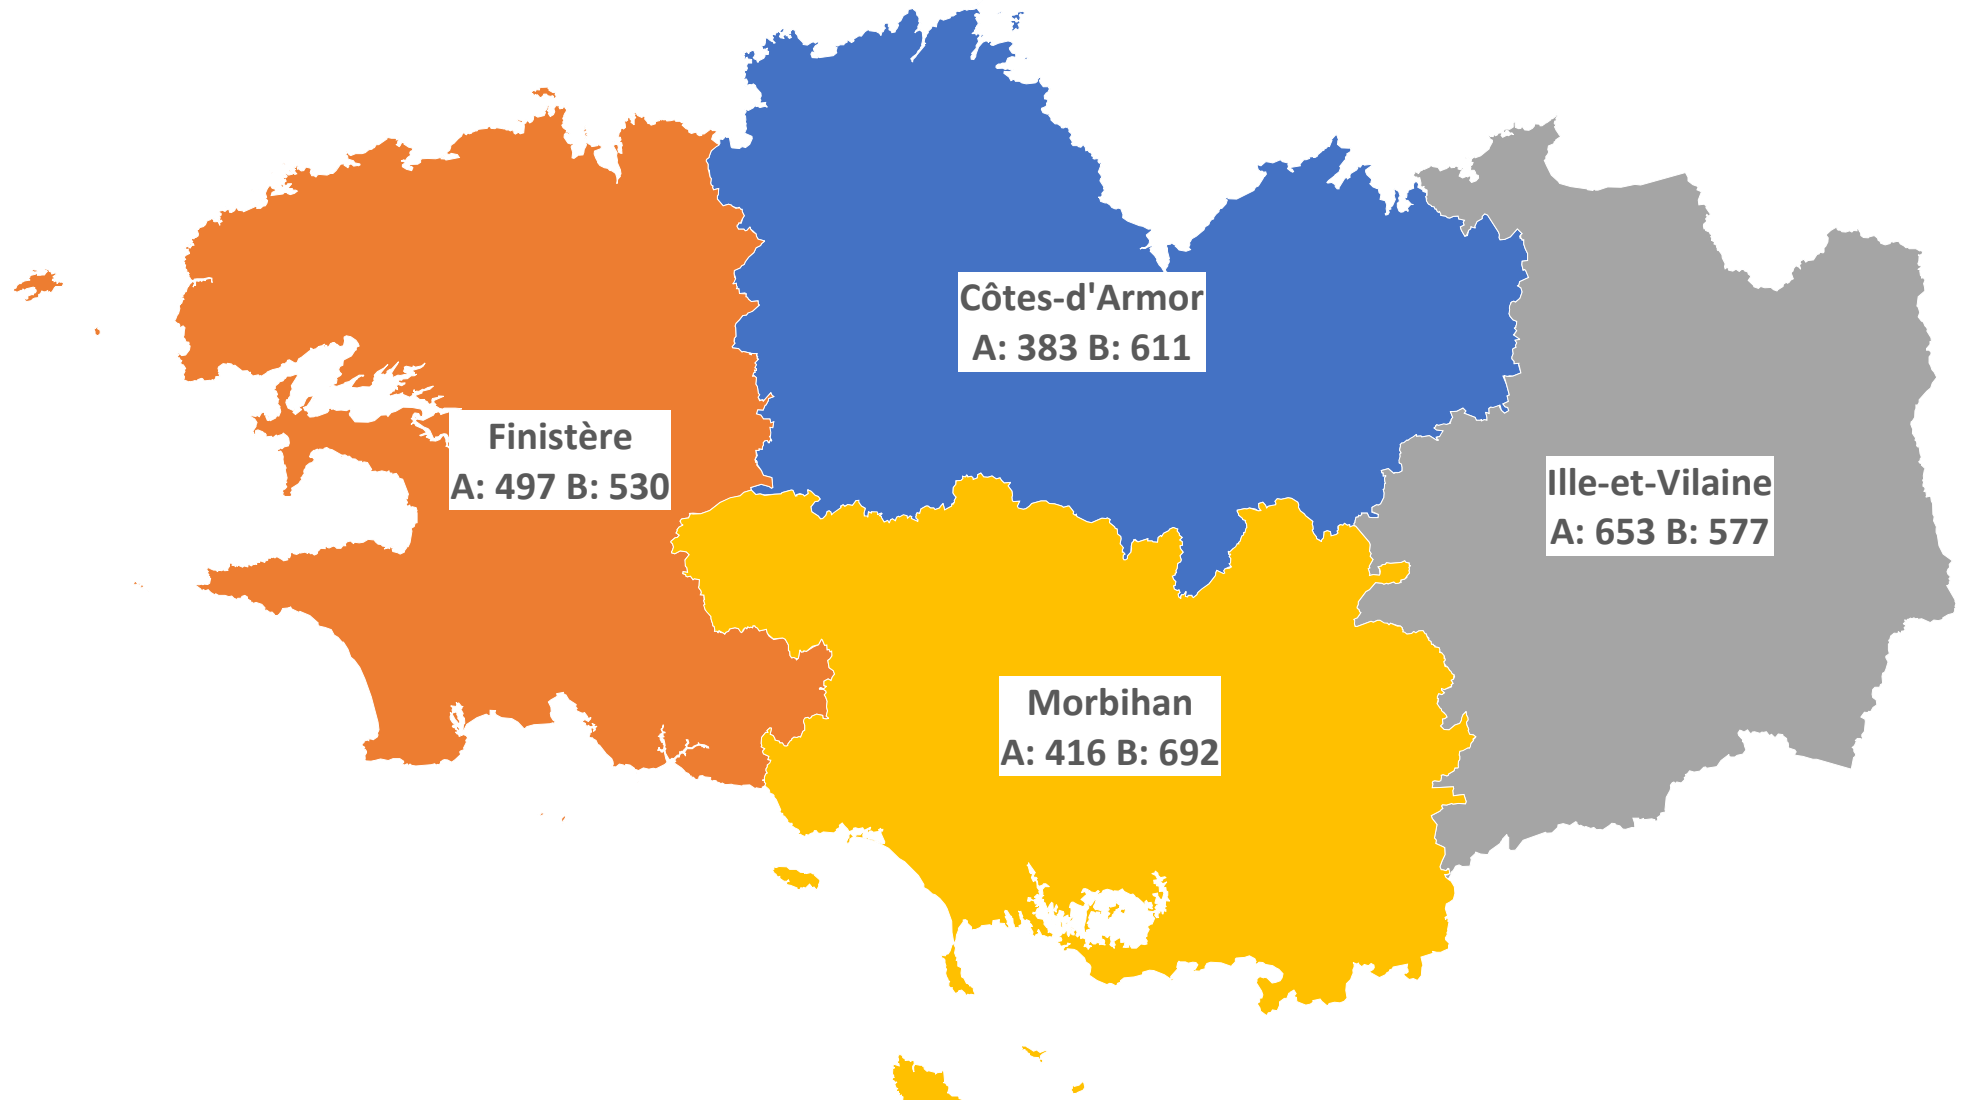 Côtes-d'Armor
A: 383 B: 611
Finistère
A: 497 B: 530
Ille-et-Vilaine
A: 653 B: 577
Morbihan
A: 416 B: 692